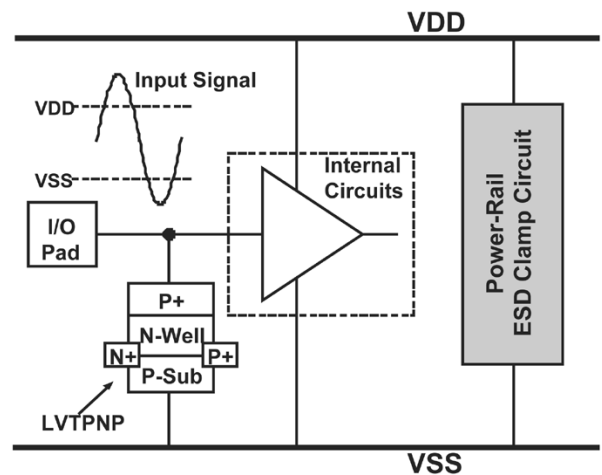 VDD
Input Signal
VDD
VSS
Internal
Circuits
I/O
Pad
P+
N-Well
N+
P+
P-Sub
LVTPNP
Power-Rail
ESD Clamp Circuit
VSS